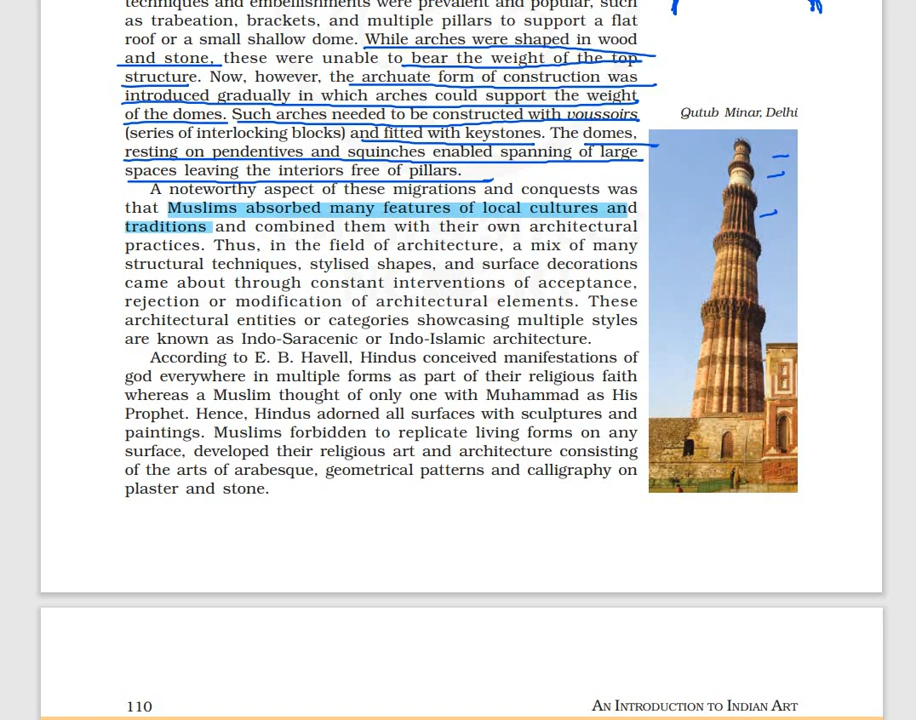 techniques and embellishments were prevalent and popular, such
as trabeation, brackets, and multiple pillars to support a flat
roof or a small shallow dome. While arches were shaped in wood
and stone, these were unable to bear the weight of the top
structure. Now, however, the archuate form of construction was
introduced gradually in which arches could support the weight
of the domes. Such arches needed to be constructed with voussoirs
(series of interlocking blocks) and fitted with keystones. The domes,
resting on pendentives and squinches enabled spanning of large
spaces leaving the interiors free of pillars.
A noteworthy aspect of these migrations and conquests was
that Muslims absorbed many features of local cultures and
traditions and combined them with their own architectural
practices. Thus, in the field of architecture, a mix of many
structural techniques, stylised shapes, and surface decorations
came about through constant interventions of acceptance,
rejection or modification of architectural elements. These
architectural entities or categories showcasing multiple styles
are known as Indo-Saracenic or Indo-Islamic architecture.
According to E. B. Havell, Hindus conceived manifestations of
god everywhere in multiple forms as part of their religious faith
whereas a Muslim thought of only one with Muhammad as His
Prophet. Hence, Hindus adorned all surfaces with sculptures and
paintings. Muslims forbidden to replicate living forms on any
surface, developed their religious art and architecture consisting
of the arts of arabesque, geometrical patterns and calligraphy on
plaster and stone.
Qutub Minar, Delhi
110
AN INTRODUCTION TO INDIAN ART